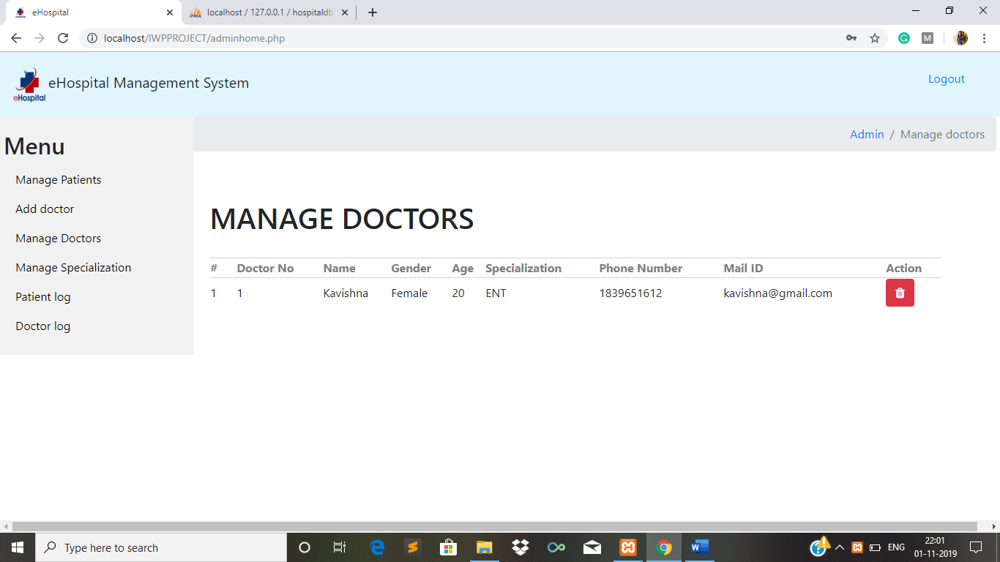 eHospital
PMA localhost / 127.0.0.1 / hospitaldb
localhost/IWPPROJECT/adminhome.php
G M
eHospital
eHospital Management System
Logout
Menu
Admin / Manage doctors
Manage Patients
Add doctor
Manage Doctors
Manage Specialization
Patient log
Doctor log
MANAGE DOCTORS
# Doctor No Name Gender Age Specialization Phone Number Mail ID Action
1 1 Kavishna Female 20 ENT 1839651612 kavishna@gmail.com
Type here to search
ENG
22:01
01-11-2019